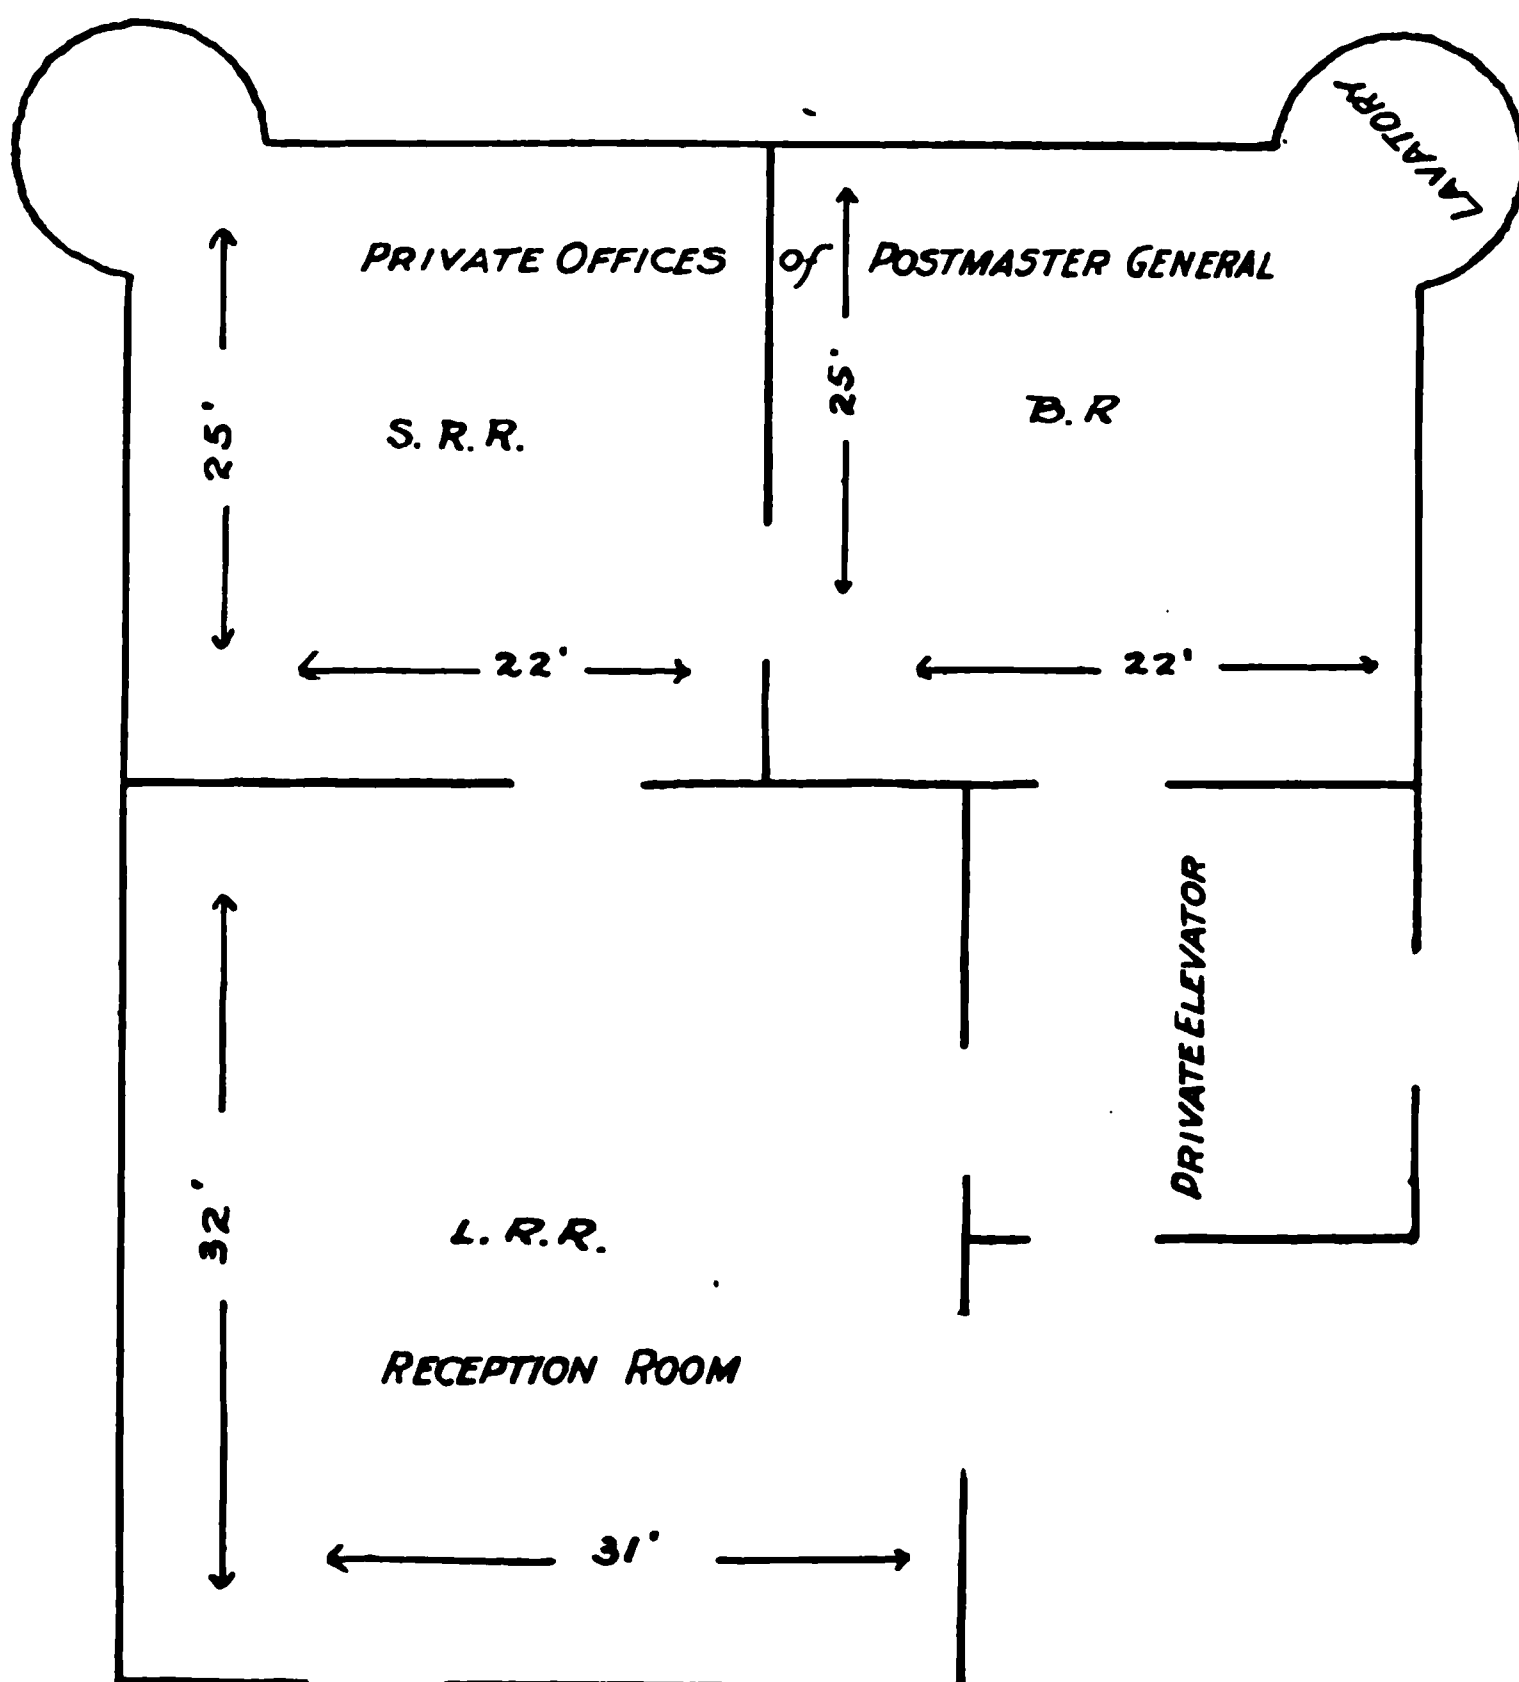 LAVATORY
PRIVATE OFFICES of POSTMASTER GENERAL
25'
S. R. R.
25'
B. R
22'
22'
PRIVATE ELEVATOR
32'
L. R. R.
RECEPTION ROOM
31'